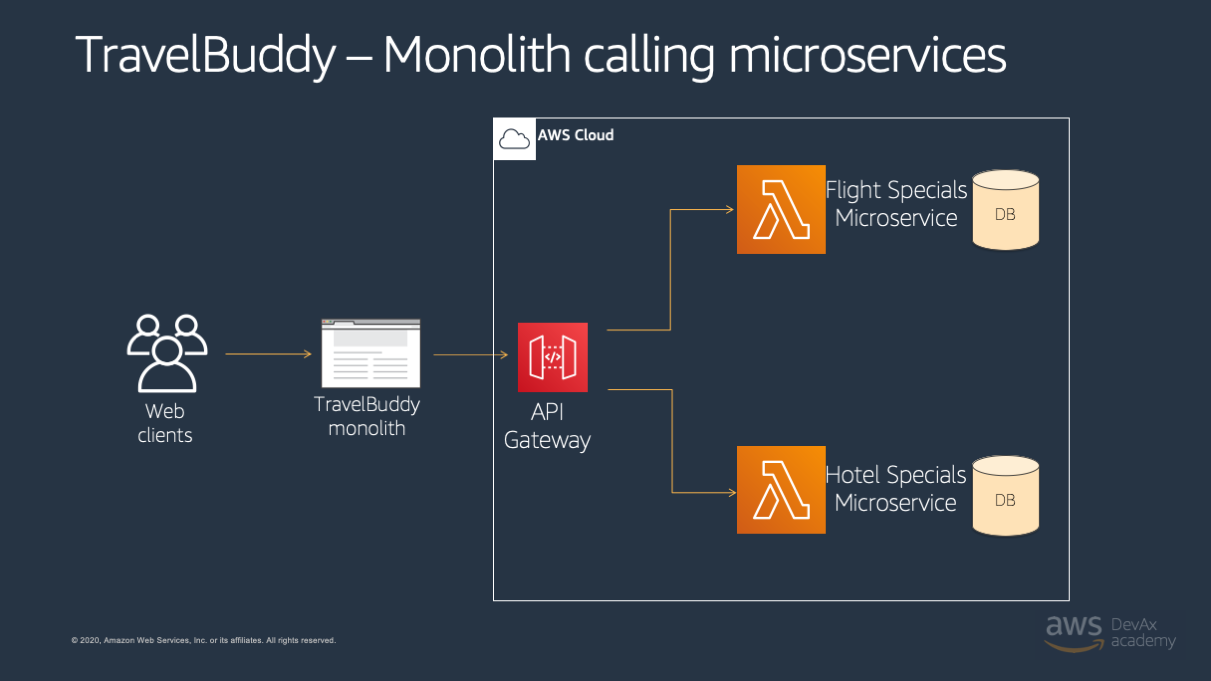 TravelBuddy – Monolith calling microservices
AWS Cloud
Flight Specials
Microservice
DB
Web
clients
TravelBuddy
monolith
</>
API
Gateway
Hotel Specials
Microservice
DB
© 2020, Amazon Web Services, Inc. or its affiliates. All rights reserved.
aws DevAx
academy